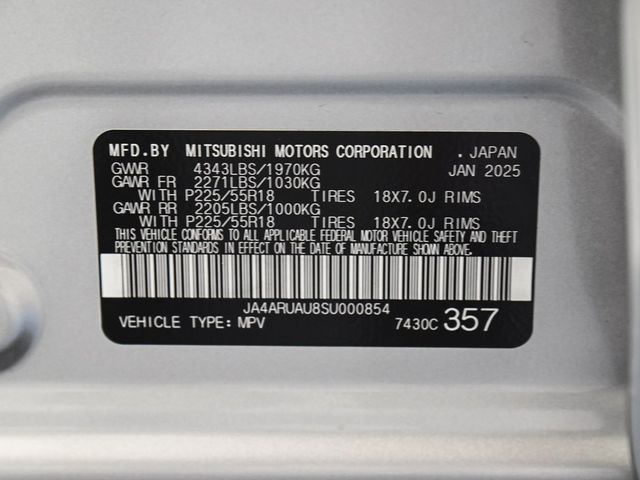 MFD.BY MITSUBISHI MOTORS CORPORATION . JAPAN
GVWR 4343LBS/1970KG JAN 2025
GAWR FR 2271LBS/1030KG
WITH P225/55R18 TIRES 18X7.0J RIMS
GAWR RR 2205LBS/1000KG
WITH P225/55R18 TIRES 18X7.0J RIMS
THIS VEHICLE CONFORMS TO ALL APPLICABLE FEDERAL MOTOR VEHICLE SAFETY AND THEFT
PREVENTION STANDARDS IN EFFECT ON THE DATE OF MANUFACTURE SHOWN ABOVE.
JA4ARUAU8SU000854
VEHICLE TYPE: MPV 7430C 357